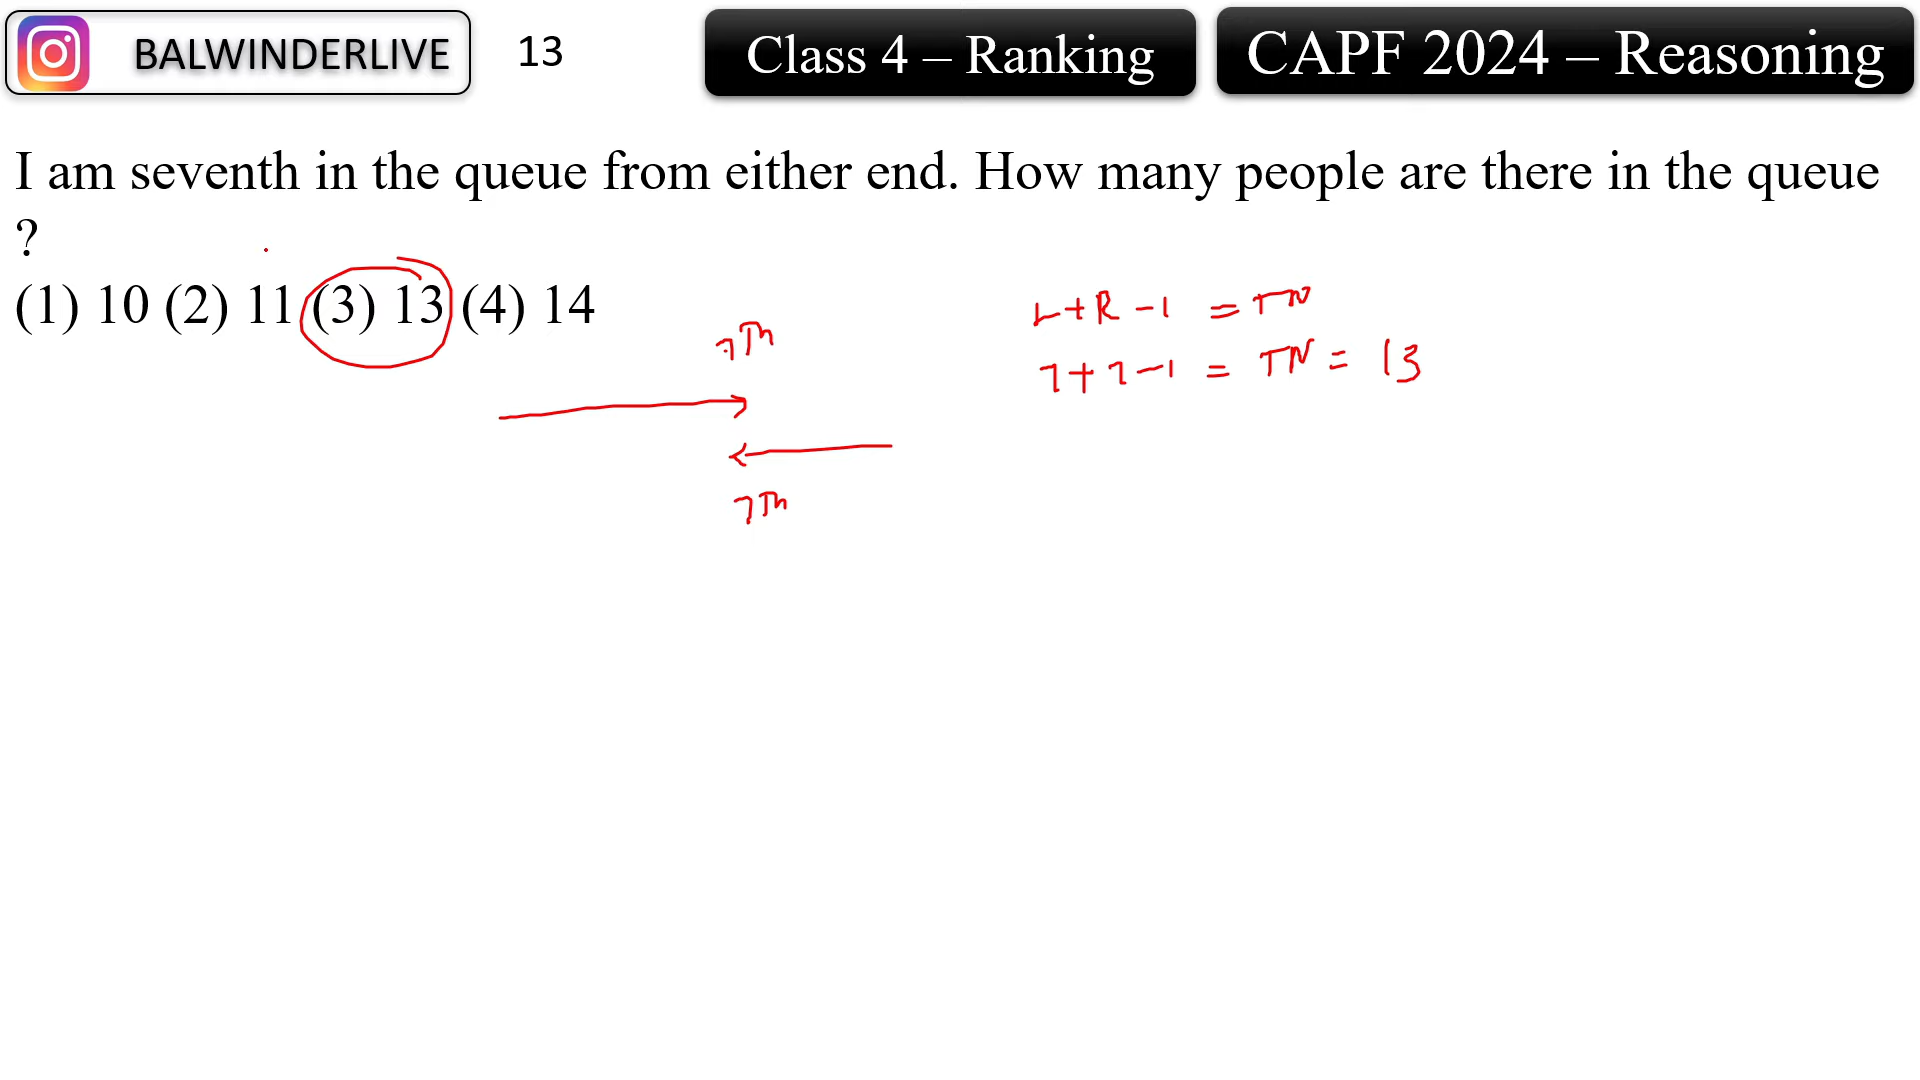 BALWINDERLIVE 13 Class 4 – Ranking CAPF 2024 – Reasoning
I am seventh in the queue from either end. How many people are there in the queue
?
(1) 10 (2) 11 (3) 13 (4) 14
L+R-1 = TN
7Th
7+7-1 = TN = 13
7Th